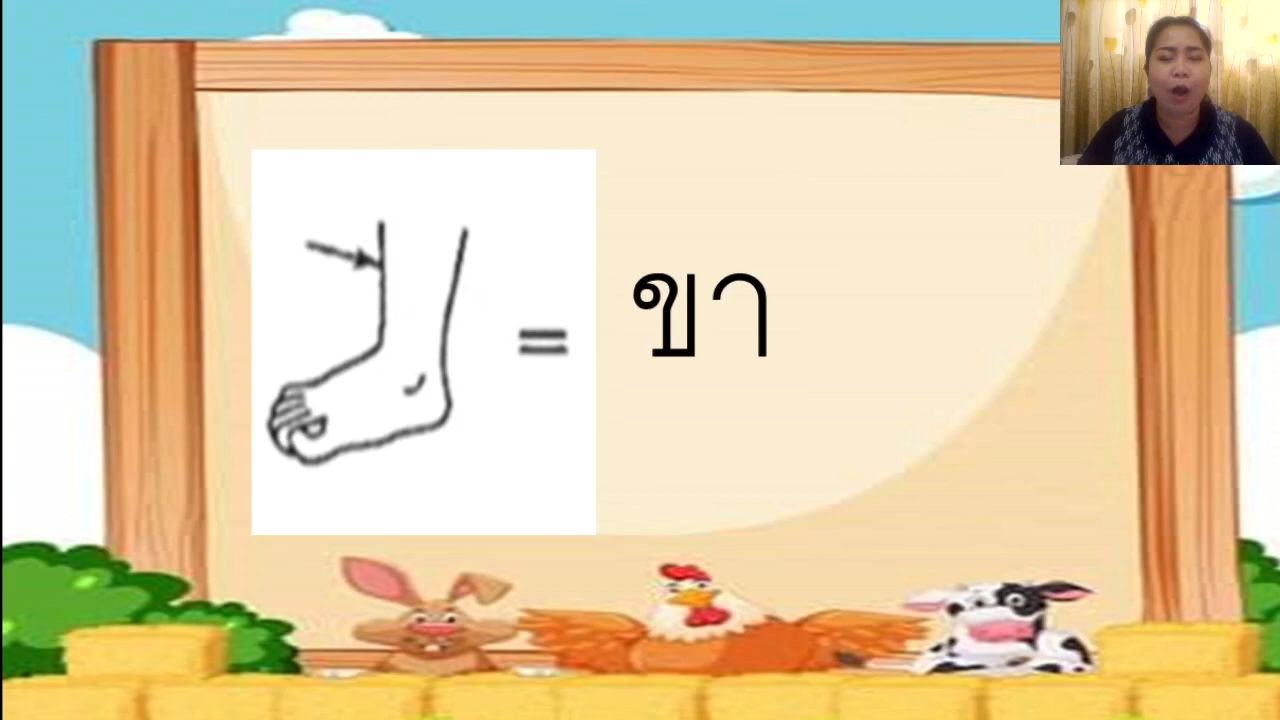 = ขา